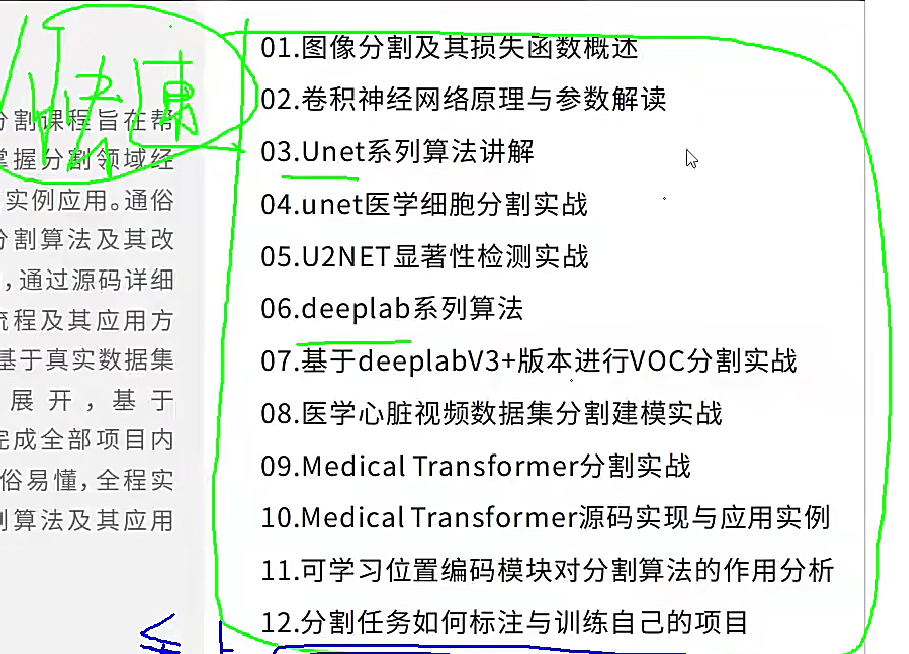 快速
分割课程旨在帮
掌握分割领域经
实例应用。通俗
分割算法及其改
，通过源码详细
流程及其应用方
基于真实数据集
展开，基于
完成全部项目内
俗易懂，全程实
割算法及其应用
01.图像分割及其损失函数概述
02.卷积神经网络原理与参数解读
03.Unet系列算法讲解
04.unet医学细胞分割实战
05.U2NET显著性检测实战
06.deeplab系列算法
07.基于deeplabV3+版本进行VOC分割实战
08.医学心脏视频数据集分割建模实战
09.Medical Transformer分割实战
10.Medical Transformer源码实现与应用实例
11.可学习位置编码模块对分割算法的作用分析
12.分割任务如何标注与训练自己的项目